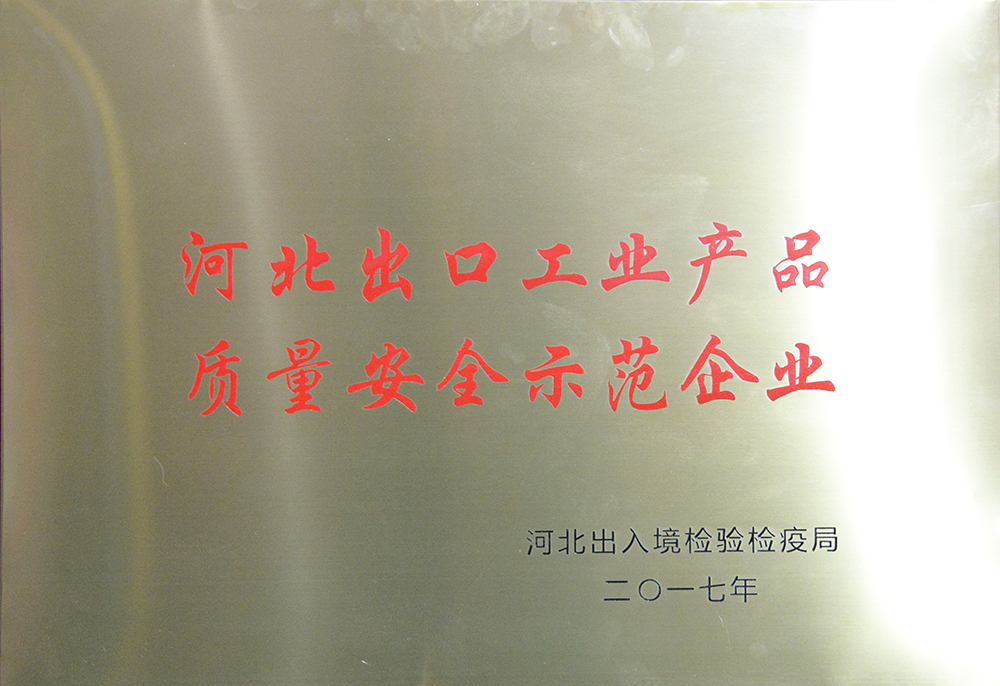 河北出口工业产品
质量安全示范企业
河北出入境检验检疫局
二〇一七年